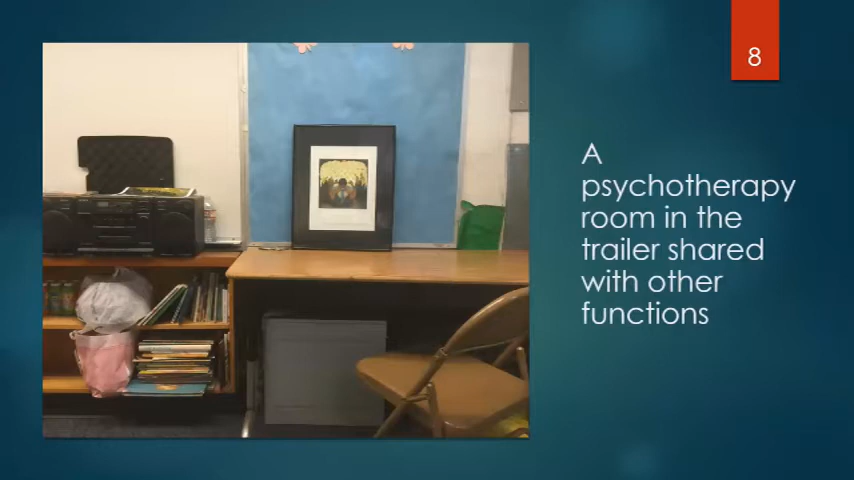 8
A
psychotherapy
room in the
trailer shared
with other
functions